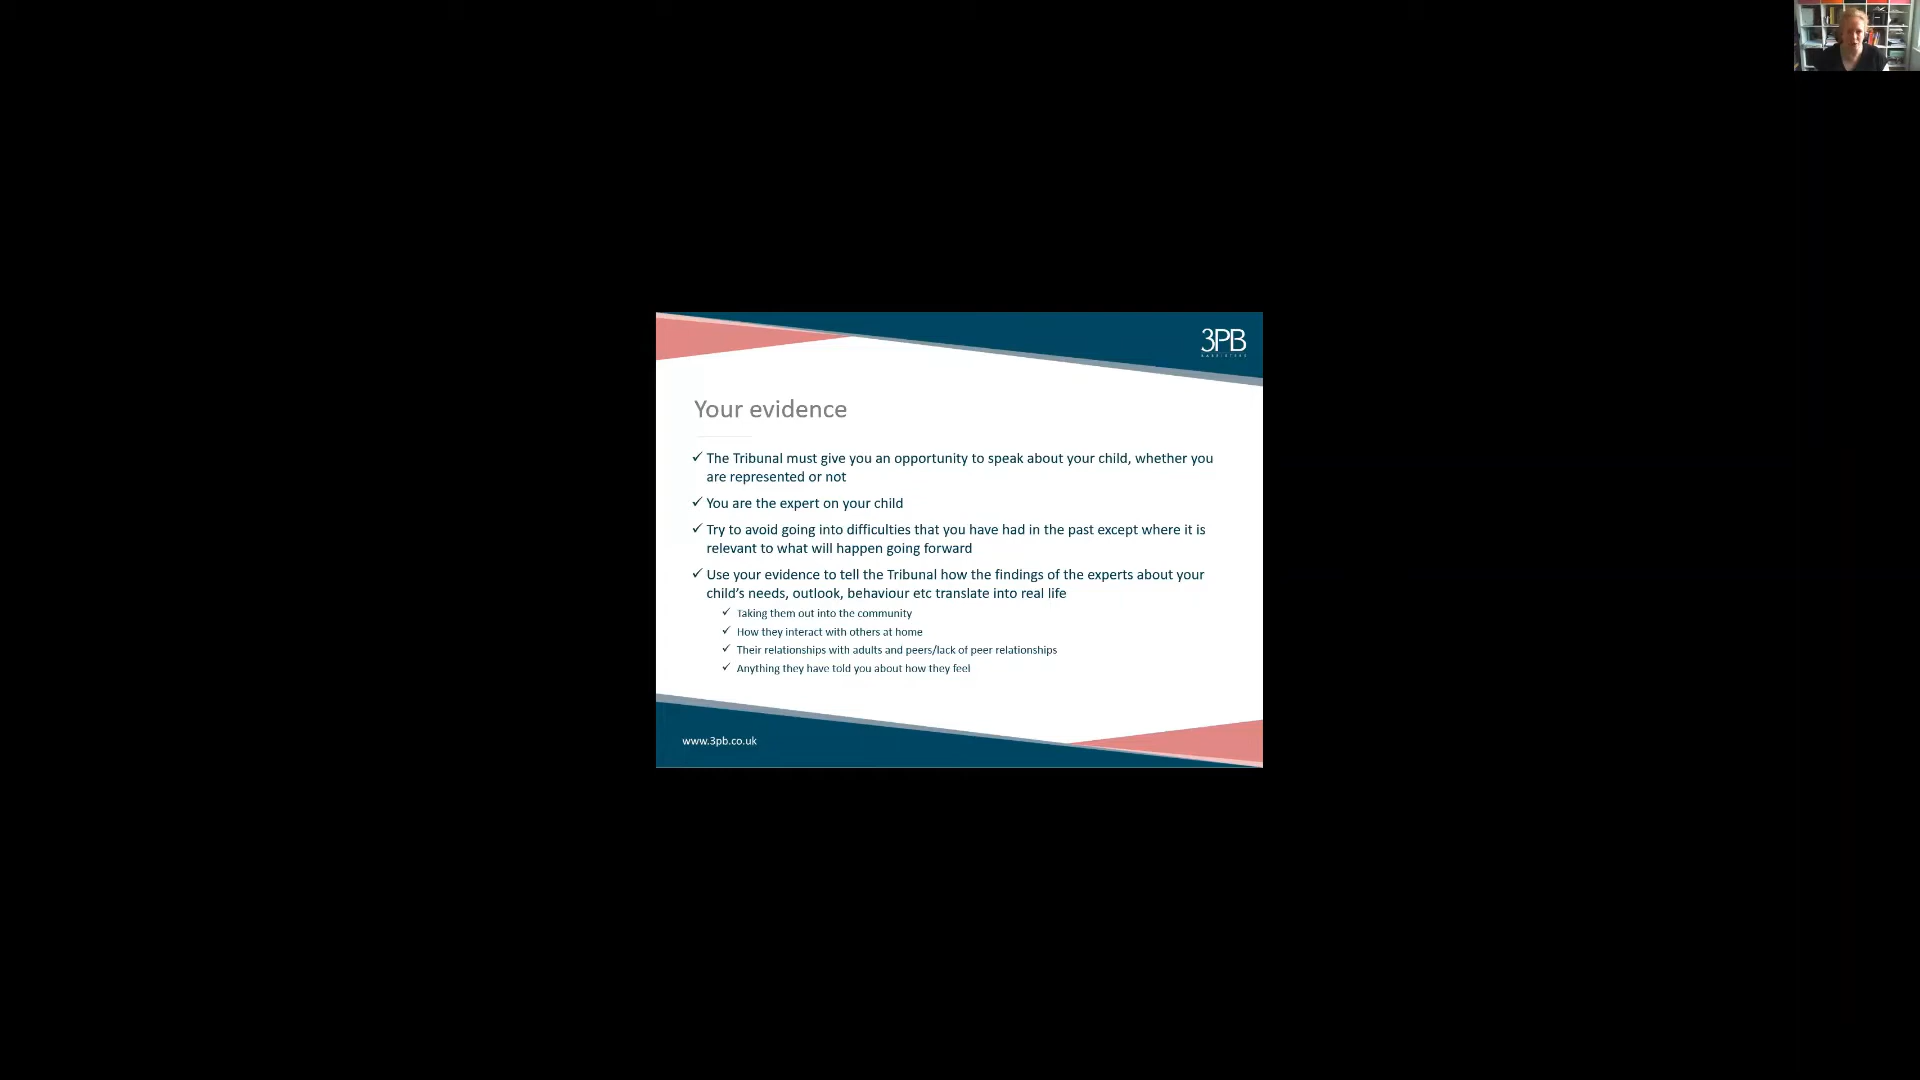 3PB
BARRISTERS
Your evidence
✓ The Tribunal must give you an opportunity to speak about your child, whether you
are represented or not
✓ You are the expert on your child
✓ Try to avoid going into difficulties that you have had in the past except where it is
relevant to what will happen going forward
✓ Use your evidence to tell the Tribunal how the findings of the experts about your
child’s needs, outlook, behaviour etc translate into real life
✓ Taking them out into the community
✓ How they interact with others at home
✓ Their relationships with adults and peers/lack of peer relationships
✓ Anything they have told you about how they feel
www.3pb.co.uk